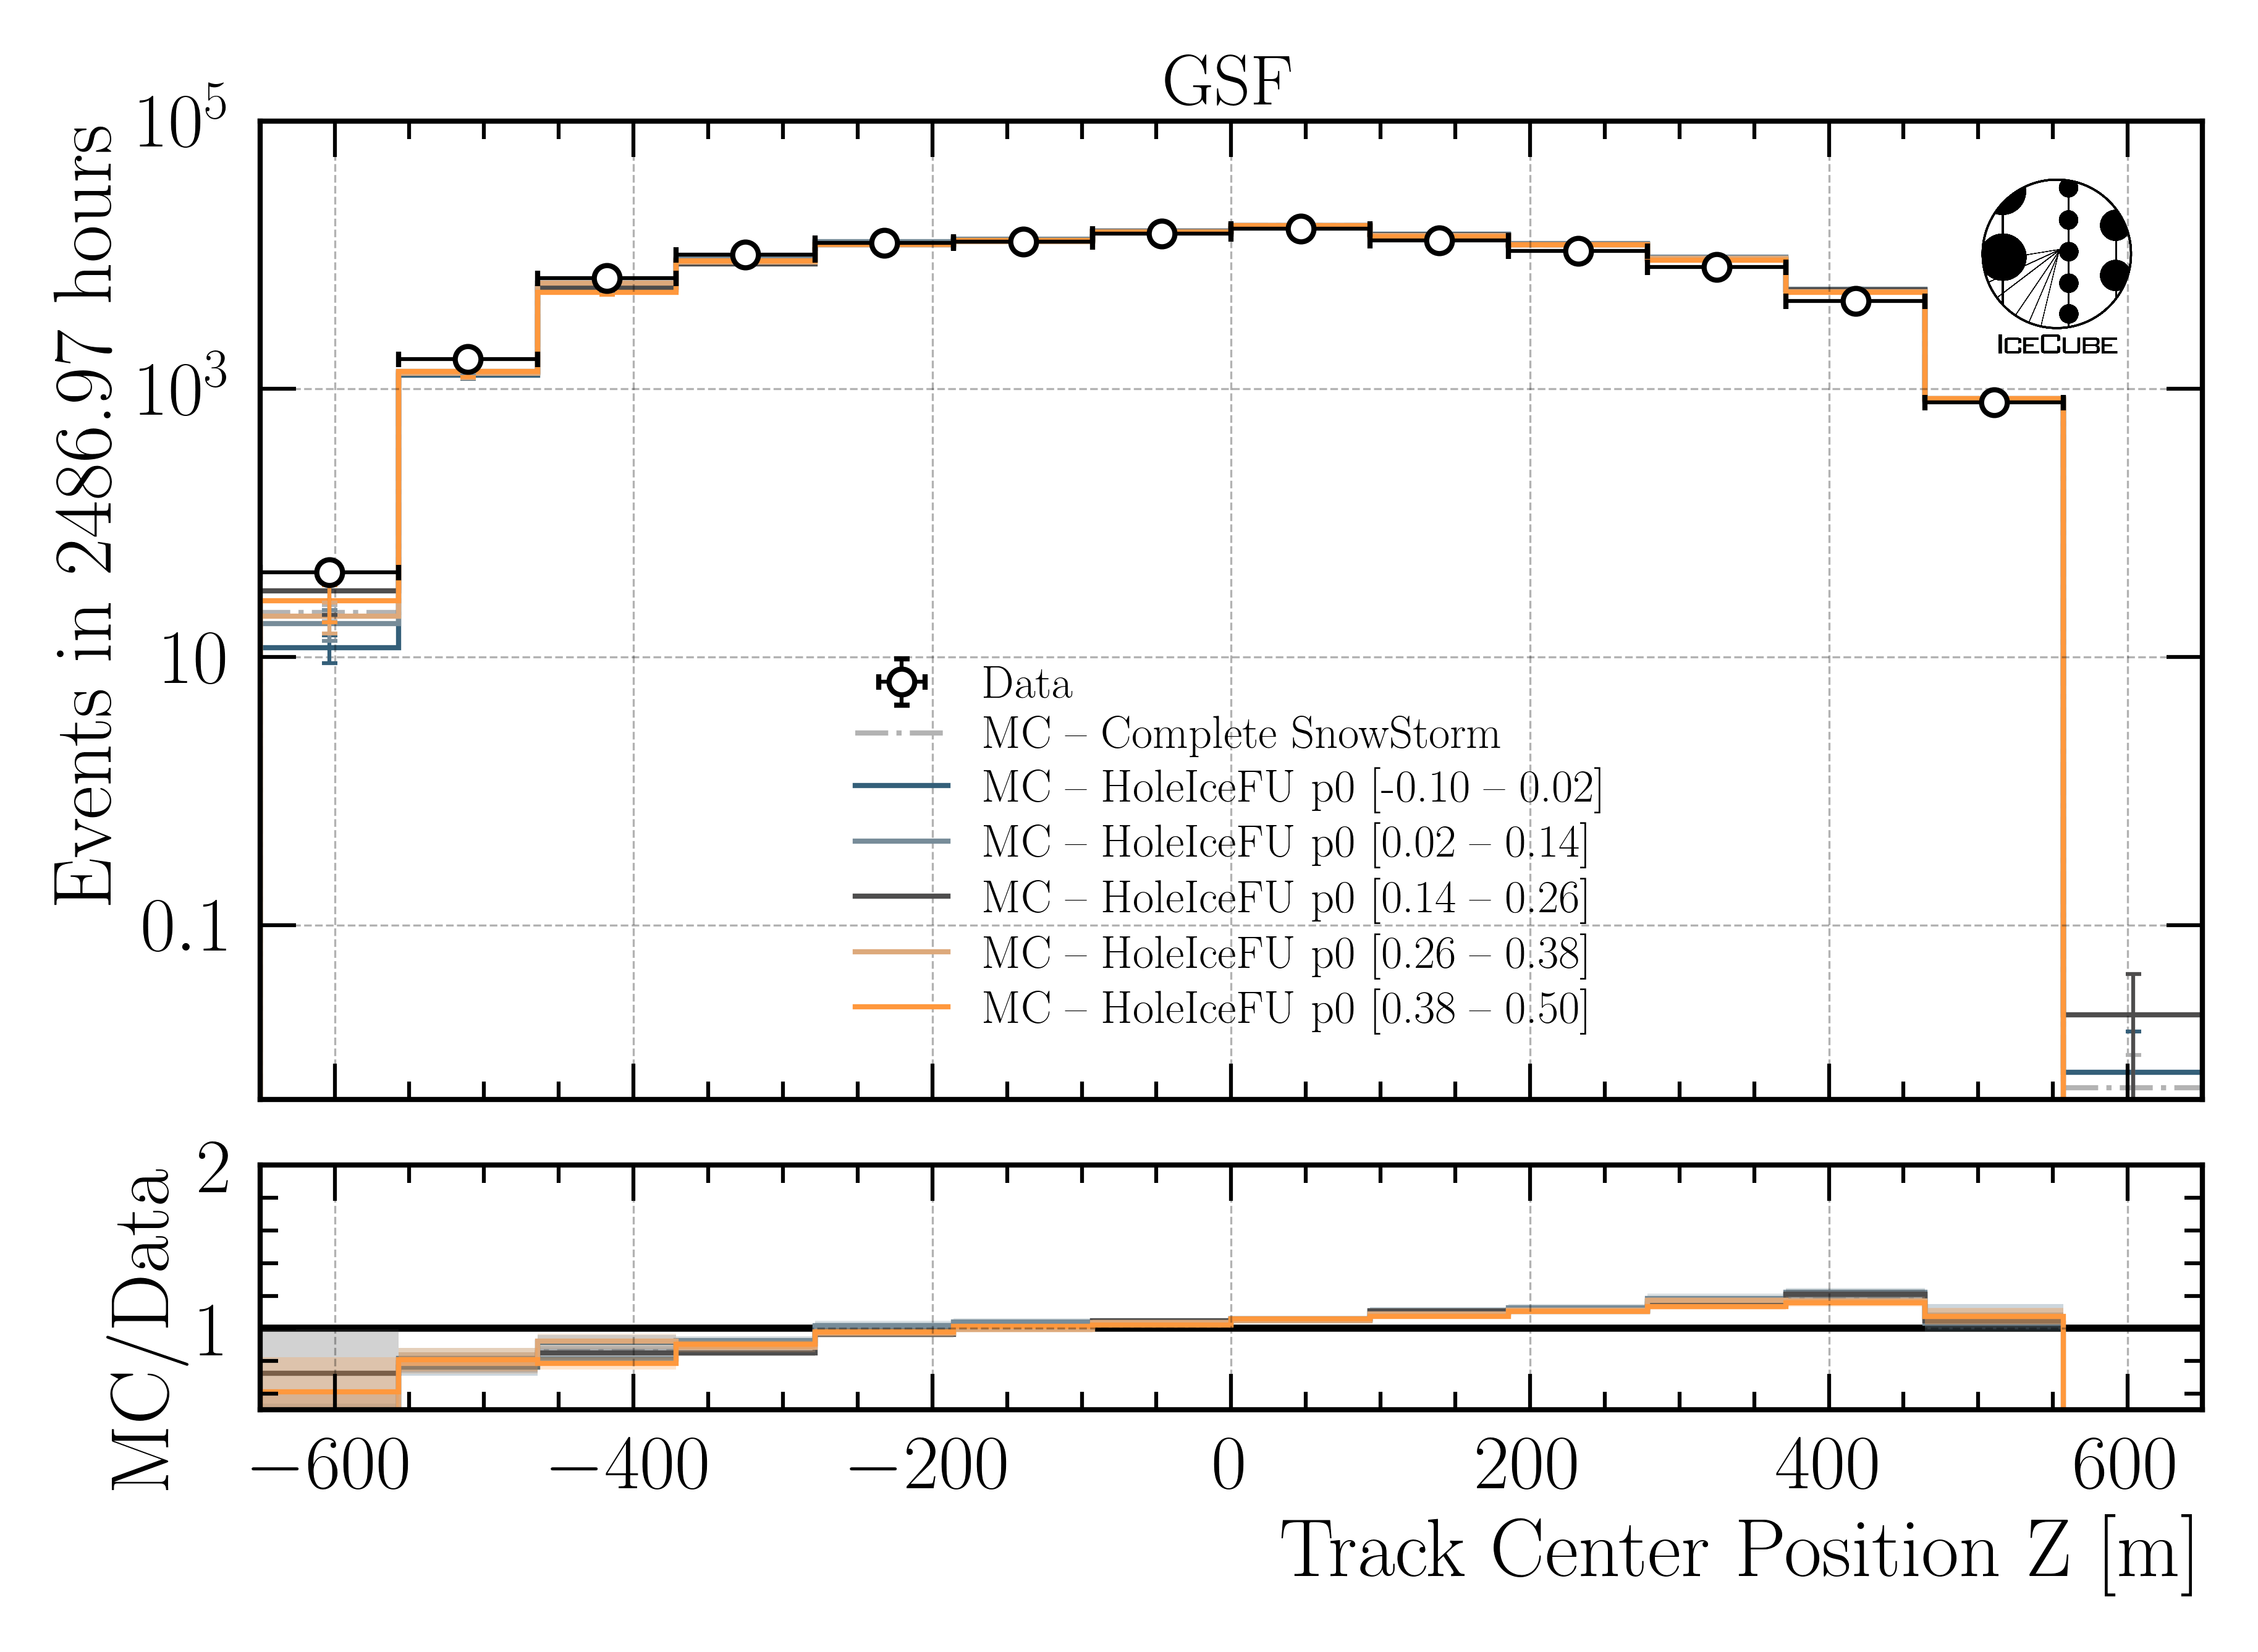 GSF
Events in 2486.97 hours
10^5
10^3
10
0.1
ICECUBE
Data
MC – Complete SnowStorm
MC – HoleIceFU p0 [-0.10 – 0.02]
MC – HoleIceFU p0 [0.02 – 0.14]
MC – HoleIceFU p0 [0.14 – 0.26]
MC – HoleIceFU p0 [0.26 – 0.38]
MC – HoleIceFU p0 [0.38 – 0.50]
MC/Data
2
1
−600 −400 −200 0 200 400 600
Track Center Position Z [m]